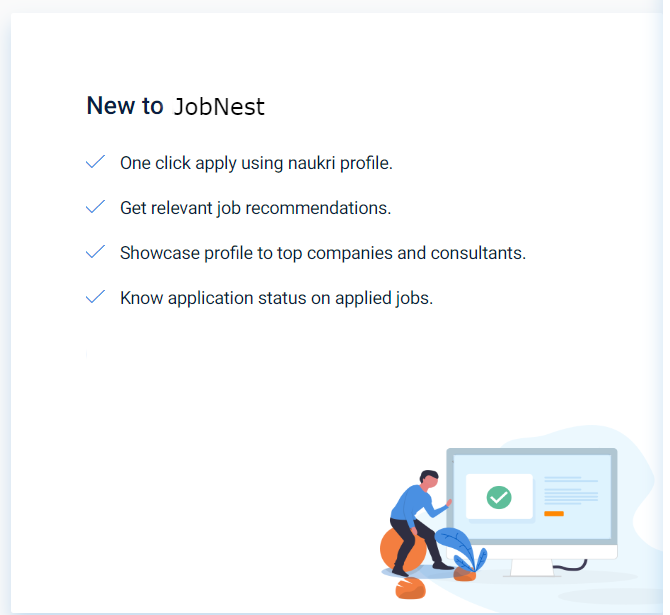 New to JobNest
One click apply using naukri profile.
Get relevant job recommendations.
Showcase profile to top companies and consultants.
Know application status on applied jobs.